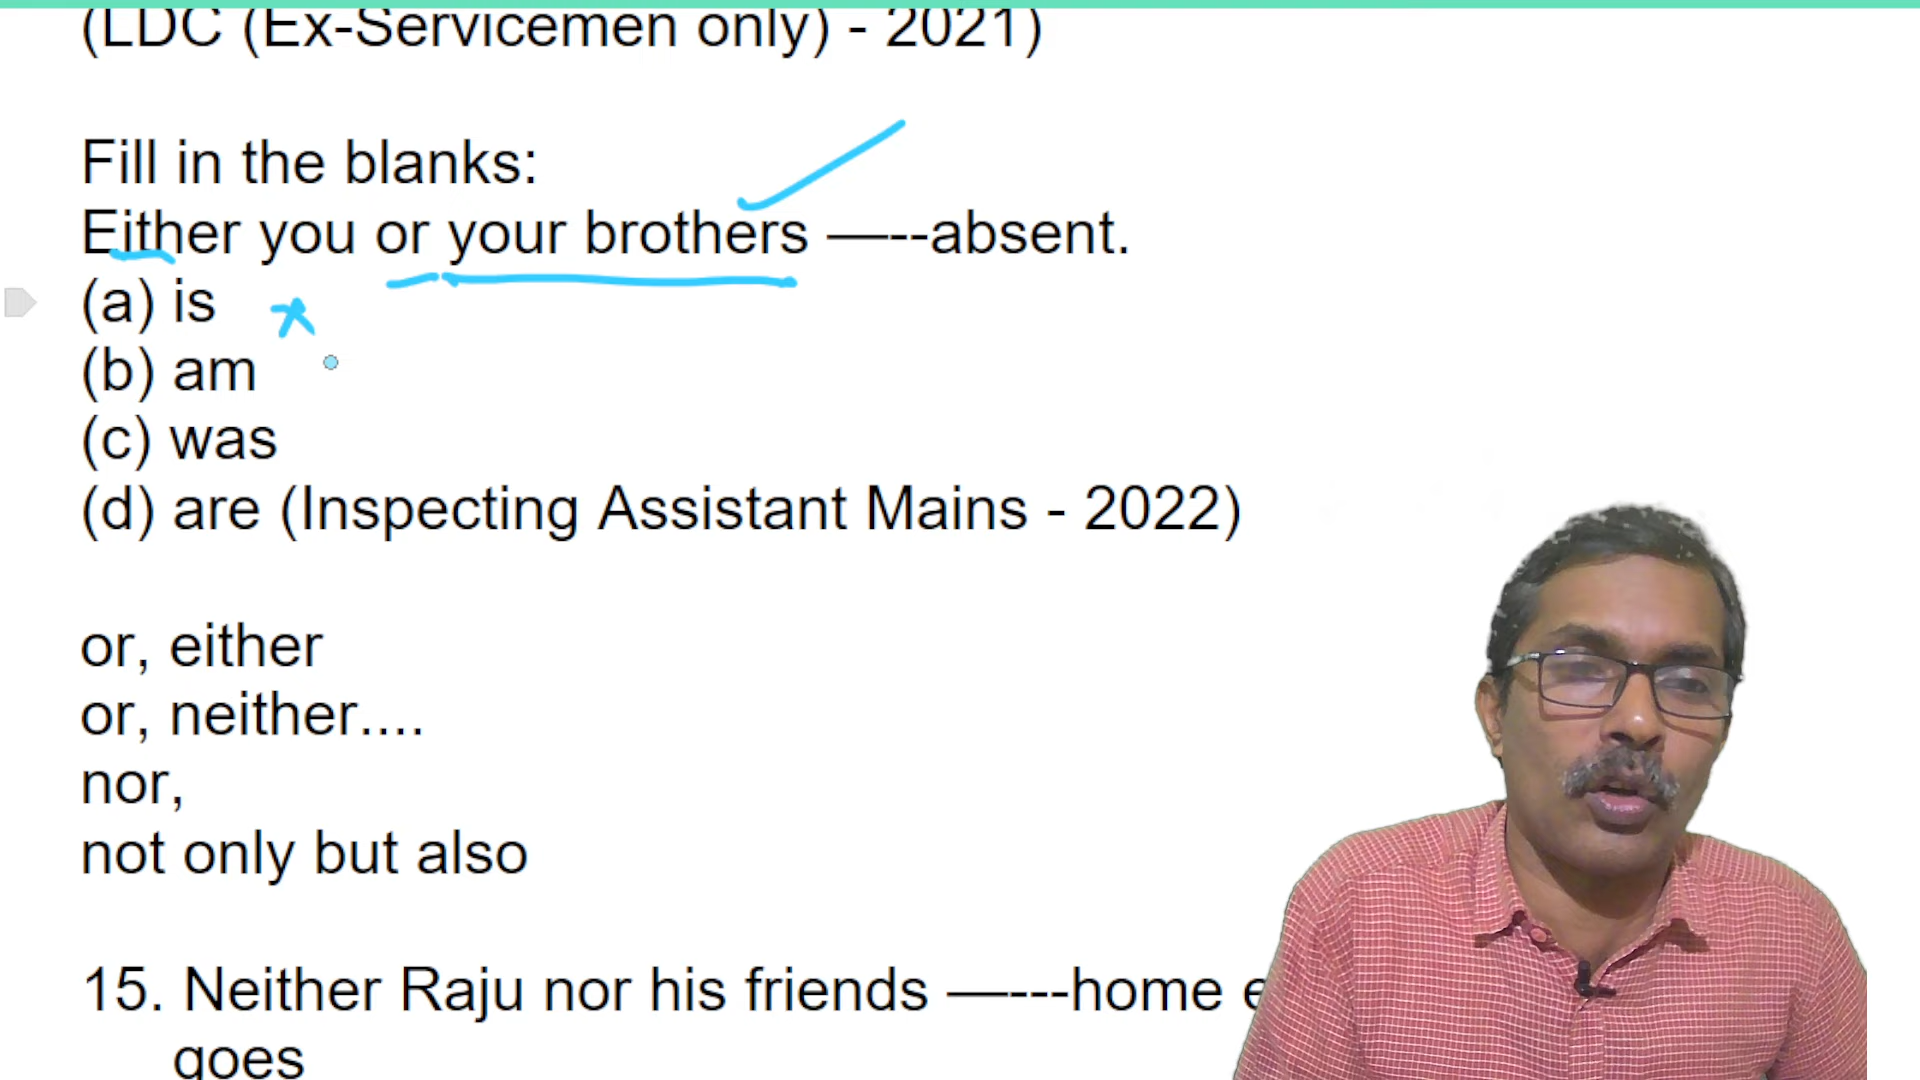 (LDC (Ex-Servicemen only) - 2021)
Fill in the blanks:
Either you or your brothers —--absent.
(a) is
(b) am
(c) was
(d) are (Inspecting Assistant Mains - 2022)
or, either
or, neither....
nor,
not only but also
15. Neither Raju nor his friends —---home
goes